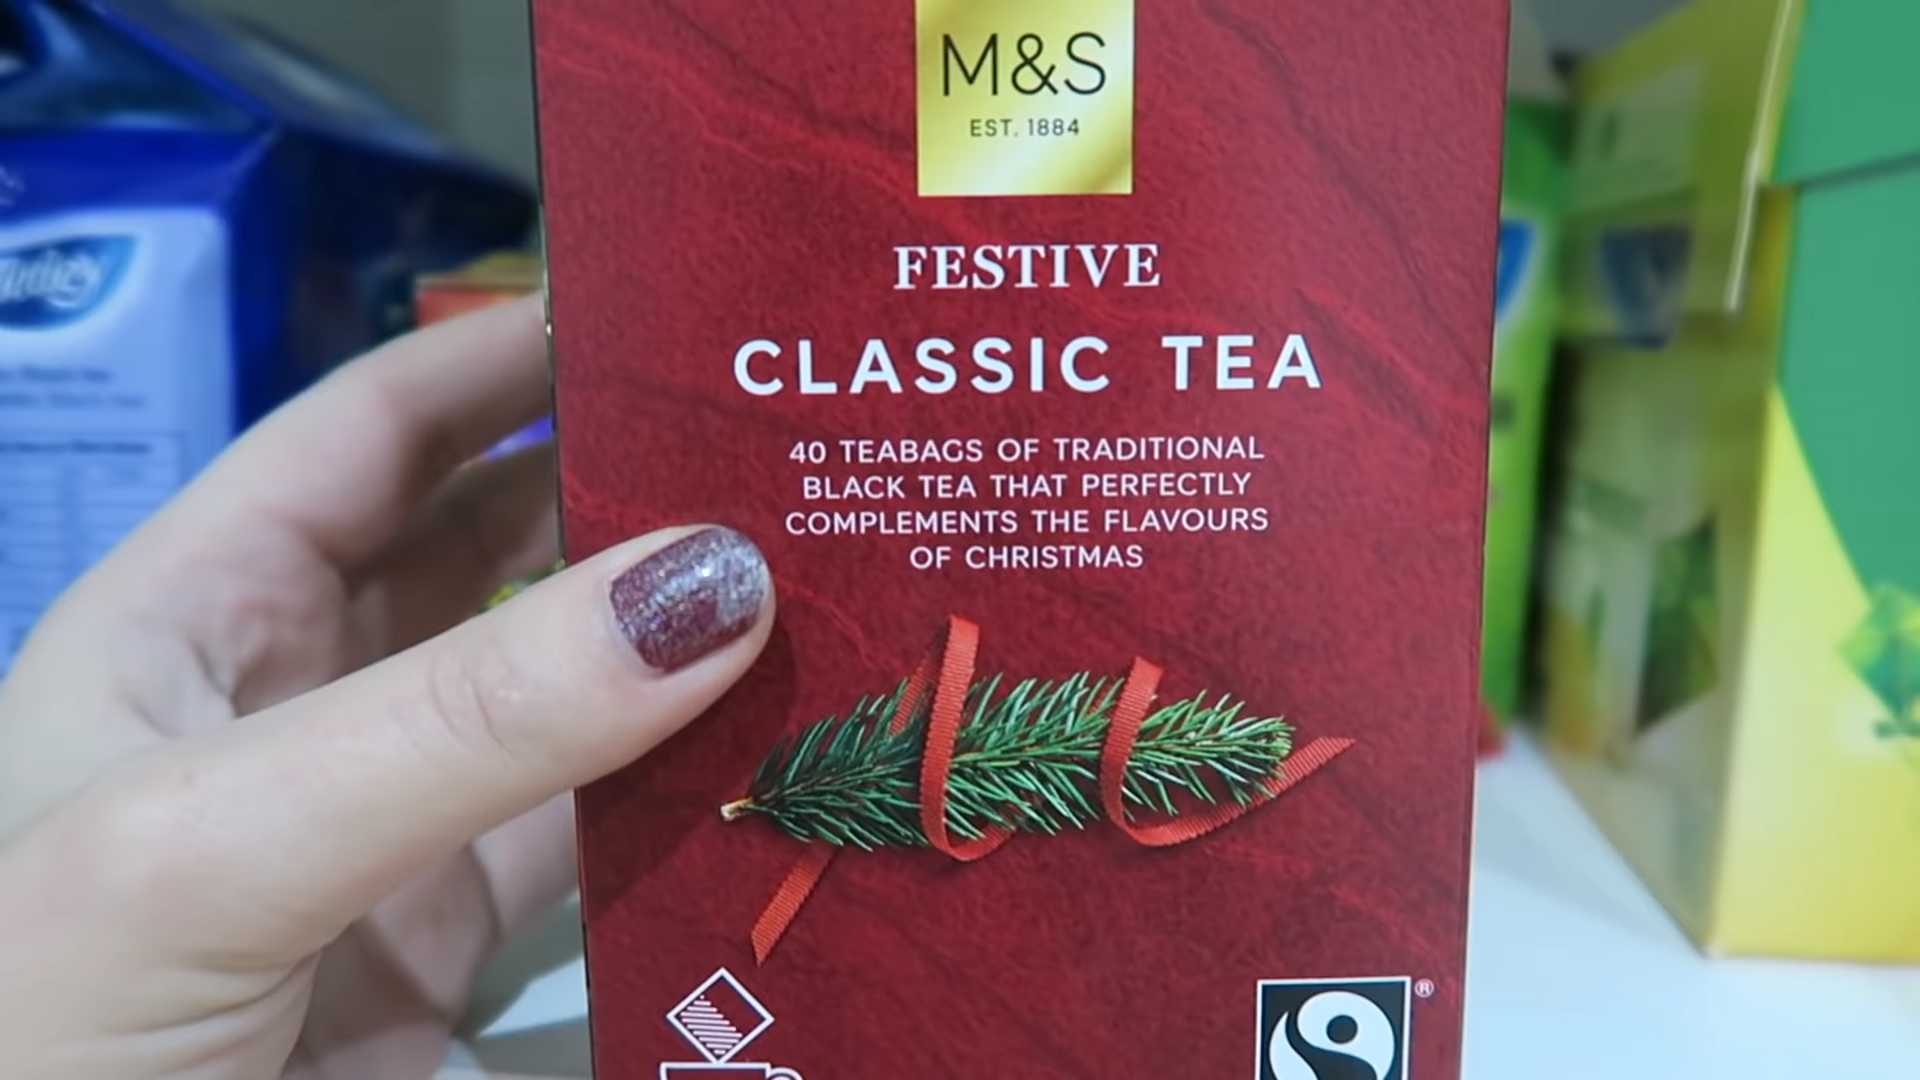 M&S
EST. 1884
FESTIVE
CLASSIC TEA
40 TEABAGS OF TRADITIONAL
BLACK TEA THAT PERFECTLY
COMPLEMENTS THE FLAVOURS
OF CHRISTMAS
®